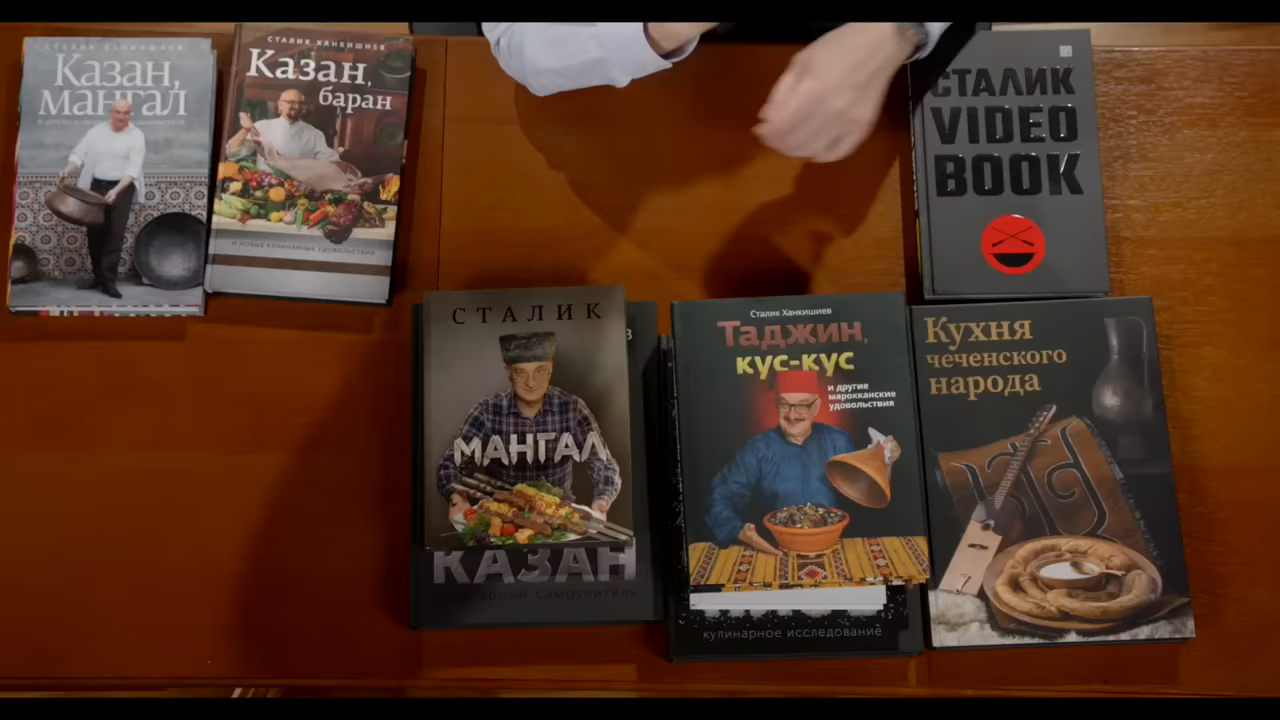 СТАЛИК ХАНКИШИЕВ
Казан,
мангал
СТАЛИК ХАНКИШИЕВ
Казан,
баран
И НОВЫЕ КУЛИНАРНЫЕ УДОВОЛЬСТВИЯ
СТАЛИК
VIDEO
BOOK
СТАЛИК
МАНГАЛ
КАЗАН
Сталик Ханкишиев
Таджин,
кус-кус
и другие
марокканские
удовольствия
кулинарное исследование
Кухня
чеченского
народа